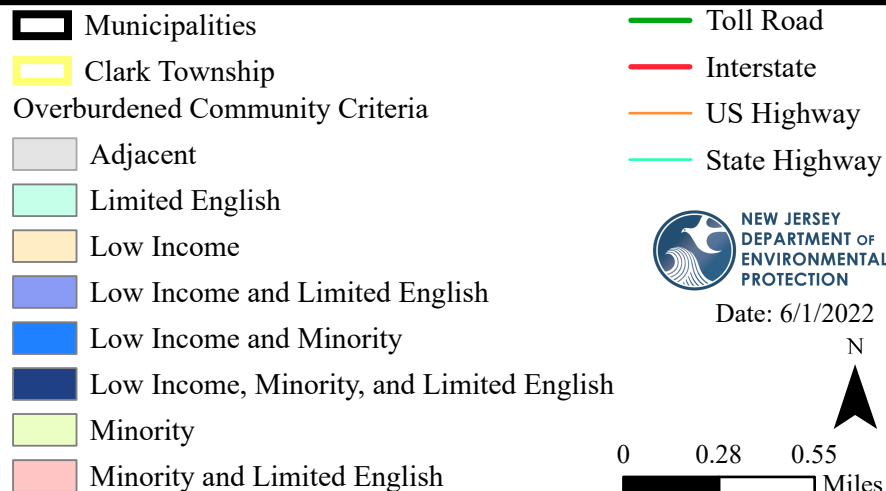 Municipalities
Clark Township
Overburdened Community Criteria
Adjacent
Limited English
Low Income
Low Income and Limited English
Low Income and Minority
Low Income, Minority, and Limited English
Minority
Minority and Limited English
Toll Road
Interstate
US Highway
State Highway
NEW JERSEY
DEPARTMENT OF
ENVIRONMENTAL
PROTECTION
Date: 6/1/2022
N
0 0.28 0.55
Miles